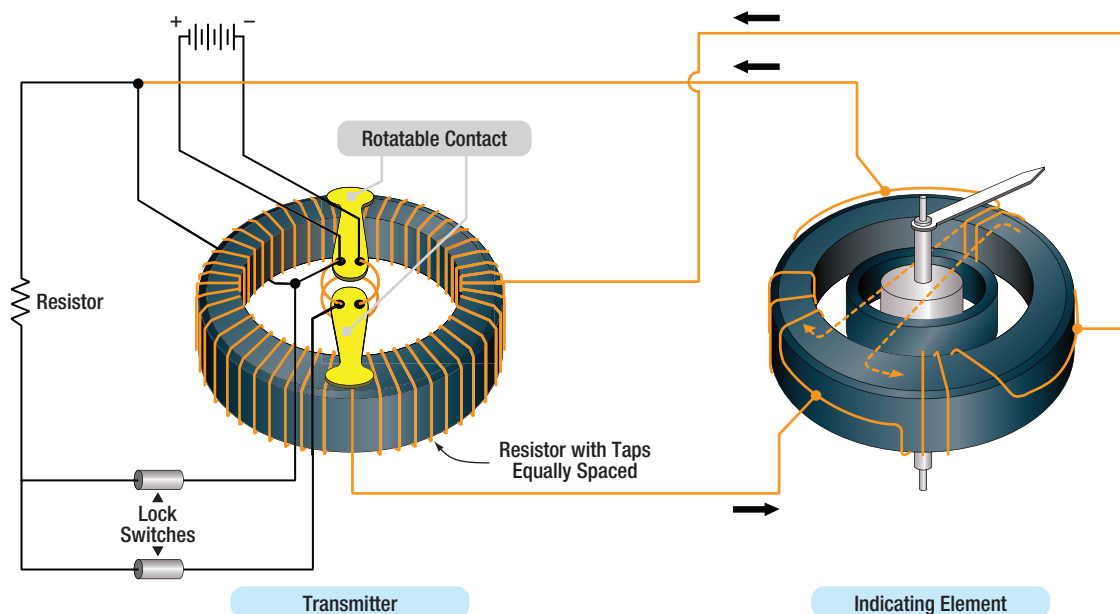 + −
Rotatable Contact
Resistor
Resistor with Taps
Equally Spaced
Lock
Switches
Transmitter
Indicating Element